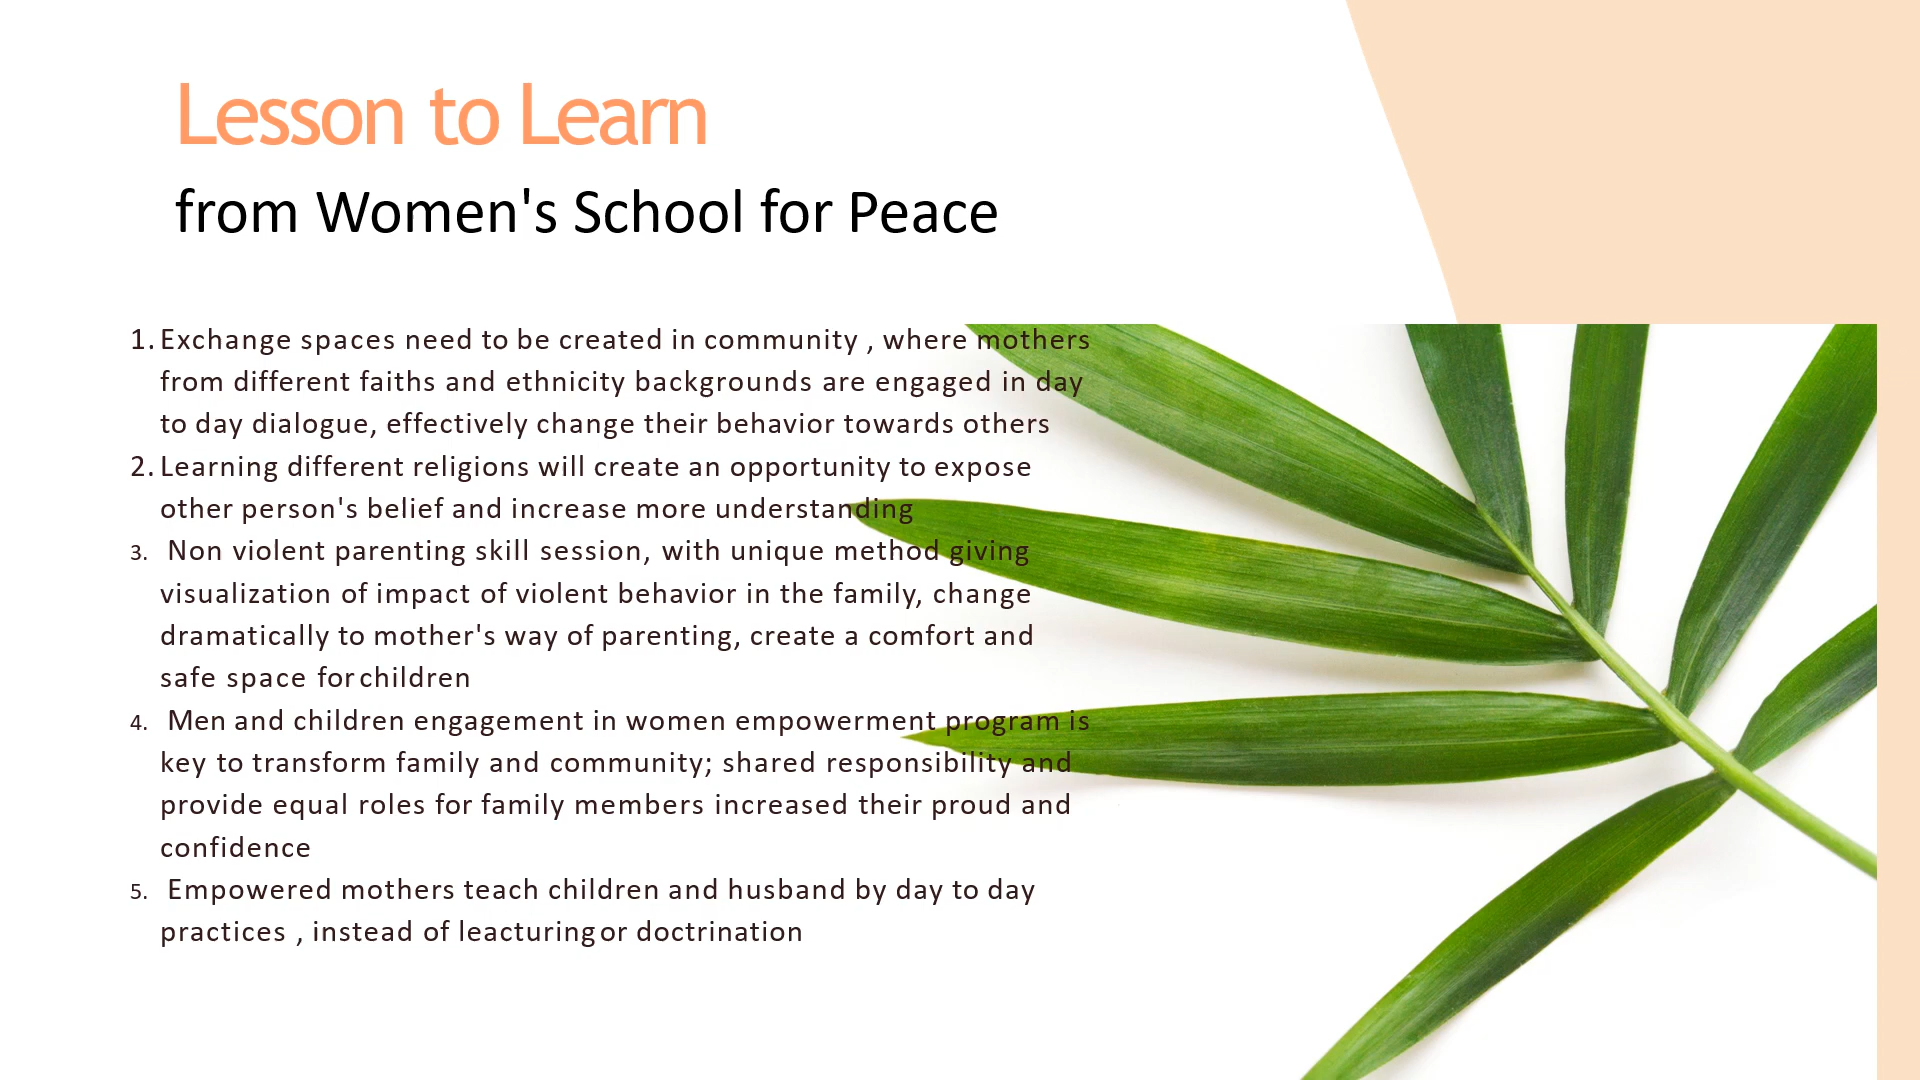 Lesson to Learn
from Women's School for Peace
1. Exchange spaces need to be created in community , where mothers
from different faiths and ethnicity backgrounds are engaged in day
to day dialogue, effectively change their behavior towards others
2. Learning different religions will create an opportunity to expose
other person's belief and increase more understanding
3. Non violent parenting skill session, with unique method giving
visualization of impact of violent behavior in the family, change
dramatically to mother's way of parenting, create a comfort and
safe space for children
4. Men and children engagement in women empowerment program is
key to transform family and community; shared responsibility and
provide equal roles for family members increased their proud and
confidence
5. Empowered mothers teach children and husband by day to day
practices , instead of leacturing or doctrination